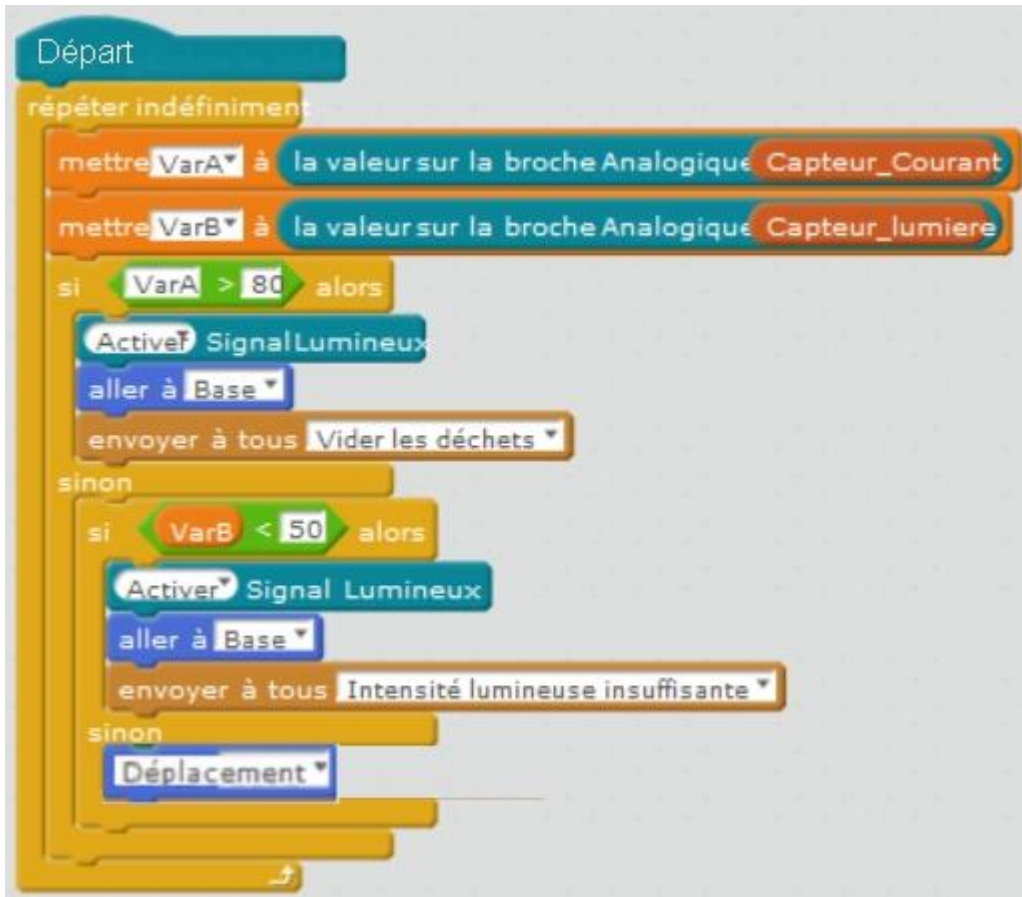 Départ
répéter indéfiniment
mettre VarA à la valeur sur la broche Analogique Capteur_Courant
mettre VarB à la valeur sur la broche Analogique Capteur_lumiere
si VarA > 80 alors
Activer Signal Lumineux
aller à Base
envoyer à tous Vider les déchets
sinon
si VarB < 50 alors
Activer Signal Lumineux
aller à Base
envoyer à tous Intensité lumineuse insuffisante
sinon
Déplacement